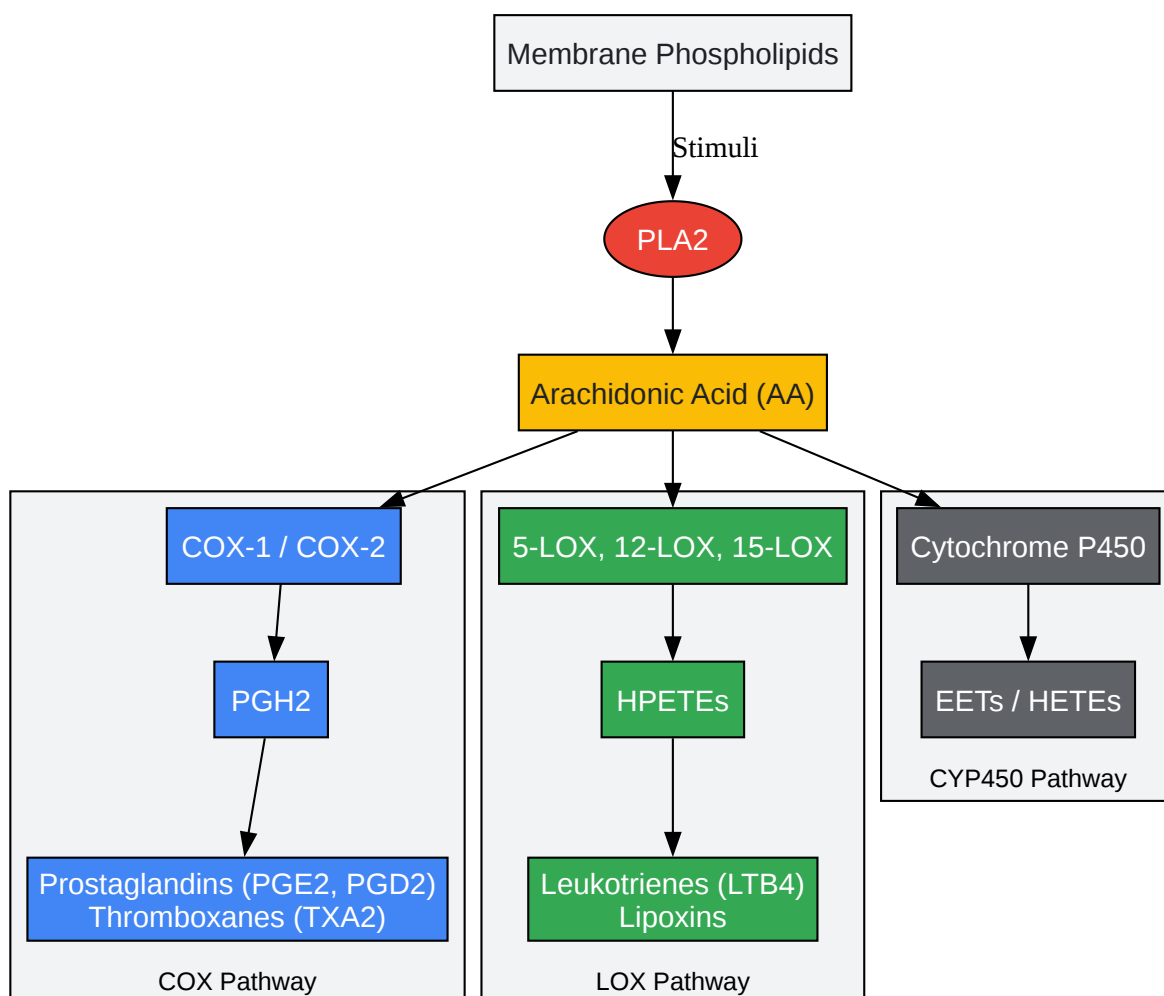 Membrane Phospholipids
Stimuli
PLA2
Arachidonic Acid (AA)
COX-1 / COX-2
5-LOX, 12-LOX, 15-LOX
Cytochrome P450
PGH2
HPETEs
EETs / HETEs
CYP450 Pathway
Prostaglandins (PGE2, PGD2)
Thromboxanes (TXA2)
Leukotrienes (LTB4)
Lipoxins
COX Pathway
LOX Pathway